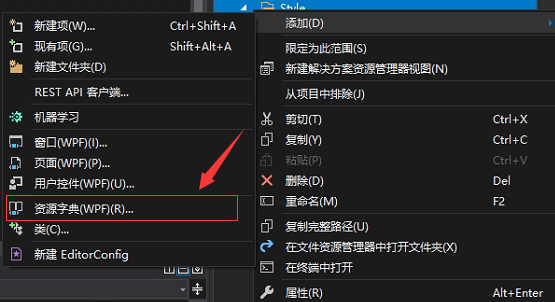 Style
新建项(W)... Ctrl+Shift+A
现有项(G)... Shift+Alt+A
新建文件夹(D)
REST API 客户端...
机器学习
窗口(WPF)(I)...
页面(WPF)(P)...
用户控件(WPF)(U)...
资源字典(WPF)(R)...
类(C)...
新建 EditorConfig
添加(D)
限定为此范围(S)
新建解决方案资源管理器视图(N)
从项目中排除(J)
剪切(T) Ctrl+X
复制(Y) Ctrl+C
粘贴(P) Ctrl+V
删除(D) Del
重命名(M) F2
复制完整路径(U)
在文件资源管理器中打开文件夹(X)
在终端中打开
属性(R) Alt+Enter